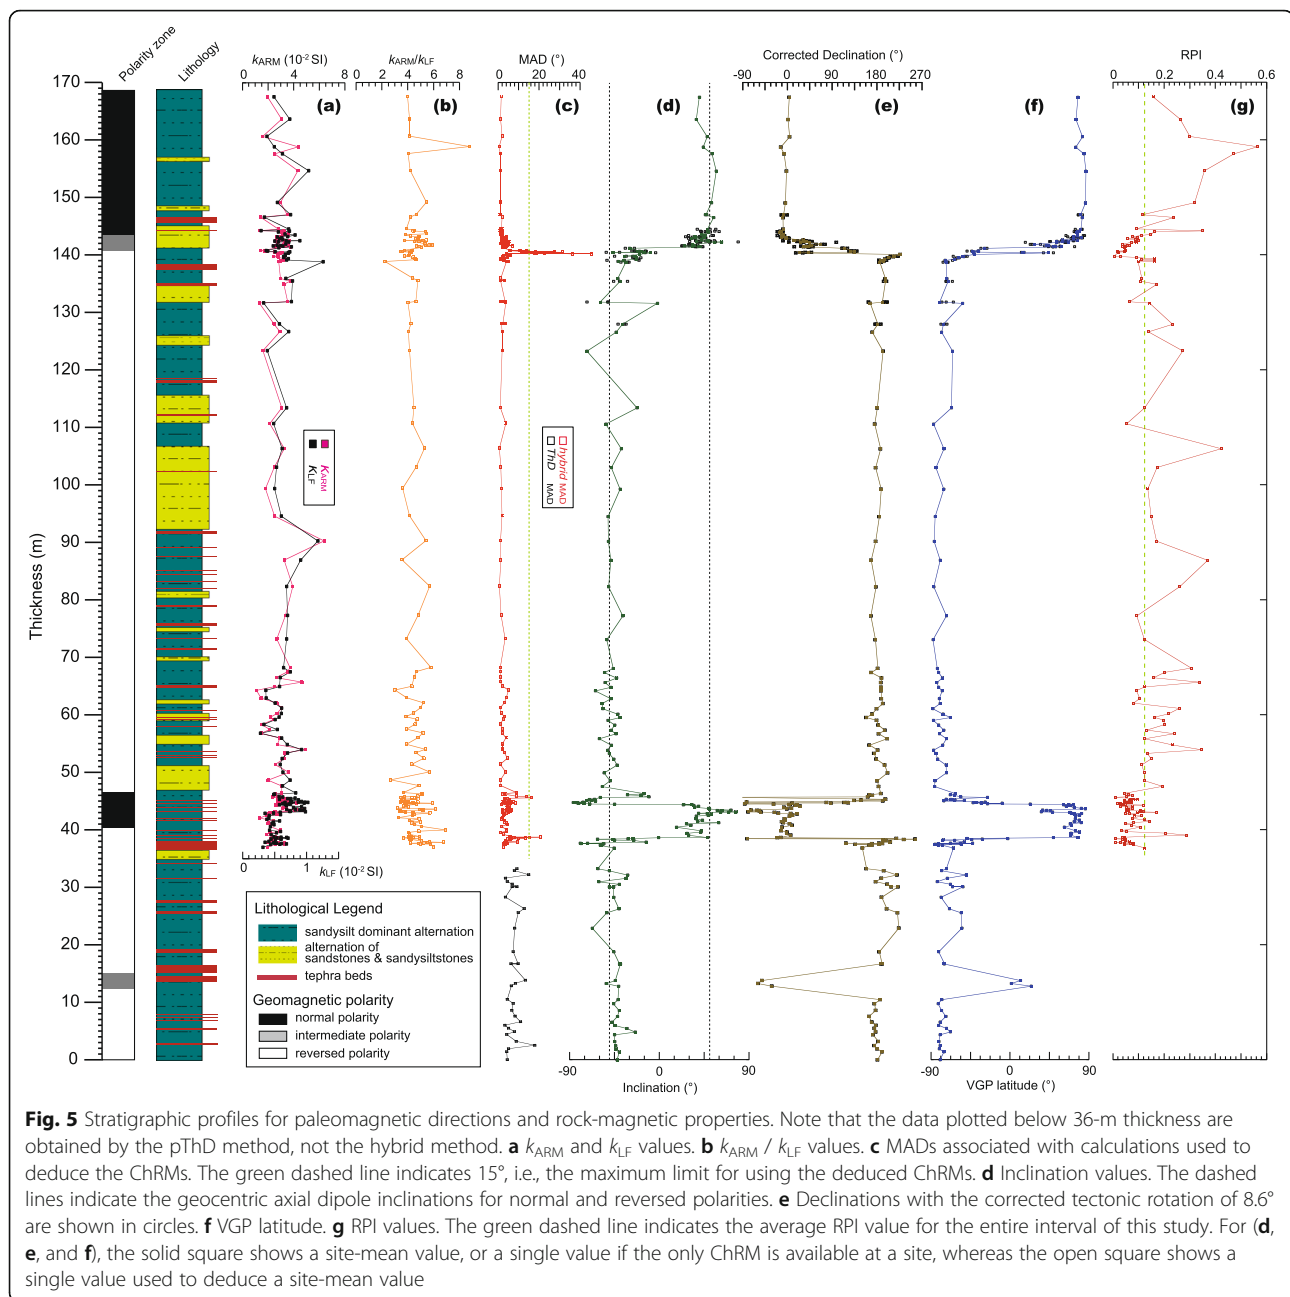 Polarity zone
Lithology
kARM (10-2 SI)
0 4 8
kARM/kLF
0 2 4 6 8
MAD (°)
0 20 40
Corrected Declination (°)
-90 0 90 180 270
RPI
0 0.2 0.4 0.6
(a) (b) (c) (d) (e) (f) (g)
Thickness (m)
170
160
150
140
130
120
110
100
90
80
70
60
50
40
30
20
10
0
KARM
KLF
hybrid MAD
ThD MAD
0 1
kLF (10-2 SI)
Lithological Legend
sandysilt dominant alternation
alternation of
sandstones & sandysiltstones
tephra beds
Geomagnetic polarity
normal polarity
intermediate polarity
reversed polarity
-90 0 90
Inclination (°)
-90 0 90
VGP latitude (°)
Fig. 5 Stratigraphic profiles for paleomagnetic directions and rock-magnetic properties. Note that the data plotted below 36-m thickness are
obtained by the pThD method, not the hybrid method. a kARM and kLF values. b kARM / kLF values. c MADs associated with calculations used to
deduce the ChRMs. The green dashed line indicates 15°, i.e., the maximum limit for using the deduced ChRMs. d Inclination values. The dashed
lines indicate the geocentric axial dipole inclinations for normal and reversed polarities. e Declinations with the corrected tectonic rotation of 8.6°
are shown in circles. f VGP latitude. g RPI values. The green dashed line indicates the average RPI value for the entire interval of this study. For (d,
e, and f), the solid square shows a site-mean value, or a single value if the only ChRM is available at a site, whereas the open square shows a
single value used to deduce a site-mean value